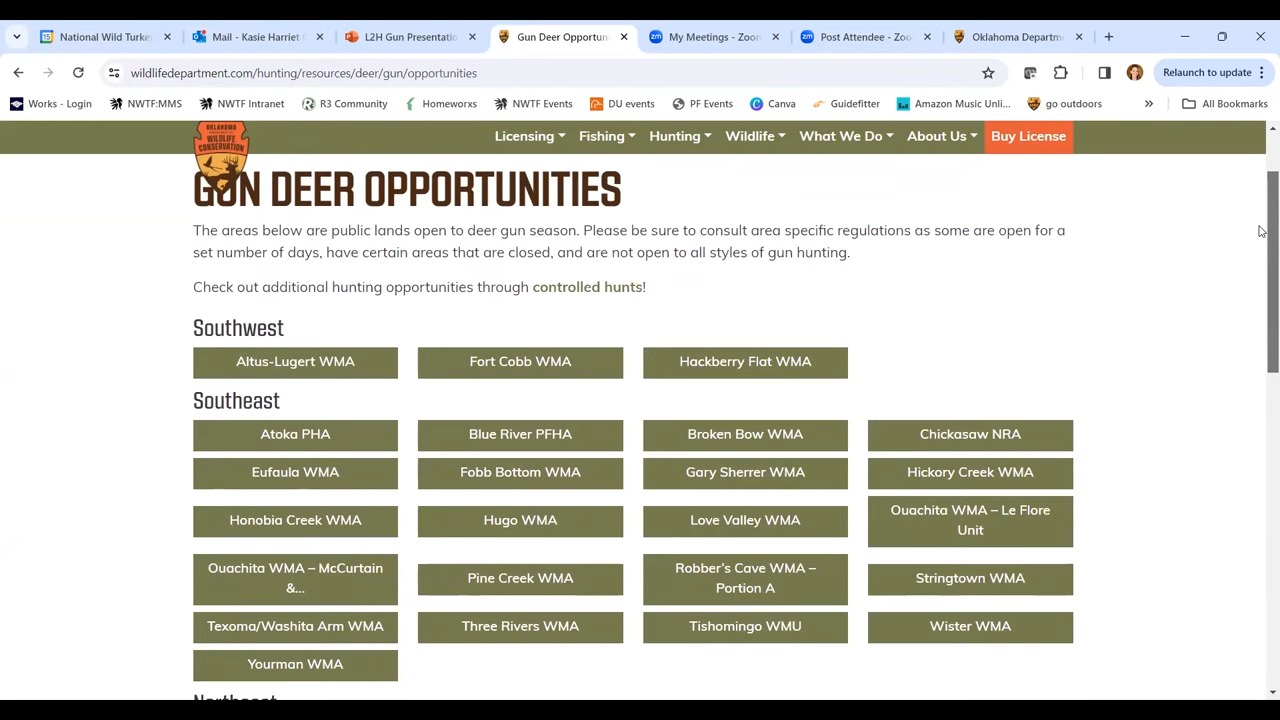 National Wild Turke
Mail - Kasie Harriet
L2H Gun Presentatio
Gun Deer Opportun
My Meetings - Zoom
Post Attendee - Zoo
Oklahoma Departm
wildlifedepartment.com/hunting/resources/deer/gun/opportunities
Relaunch to update
Works - Login
NWTF:MMS
NWTF Intranet
R3 Community
Homeworxs
NWTF Events
DU events
PF Events
Canva
Guidefitter
Amazon Music Unli...
go outdoors
All Bookmarks
OKLAHOMA
WILDLIFE
CONSERVATION
Licensing
Fishing
Hunting
Wildlife
What We Do
About Us
Buy License
GUN DEER OPPORTUNITIES
The areas below are public lands open to deer gun season. Please be sure to consult area specific regulations as some are open for a
set number of days, have certain areas that are closed, and are not open to all styles of gun hunting.
Check out additional hunting opportunities through controlled hunts!
Southwest
Altus-Lugert WMA
Fort Cobb WMA
Hackberry Flat WMA
Southeast
Atoka PHA
Blue River PFHA
Broken Bow WMA
Chickasaw NRA
Eufaula WMA
Fobb Bottom WMA
Gary Sherrer WMA
Hickory Creek WMA
Honobia Creek WMA
Hugo WMA
Love Valley WMA
Ouachita WMA – Le Flore
Unit
Ouachita WMA – McCurtain
&...
Pine Creek WMA
Robber's Cave WMA –
Portion A
Stringtown WMA
Texoma/Washita Arm WMA
Three Rivers WMA
Tishomingo WMU
Wister WMA
Yourman WMA
Northeast